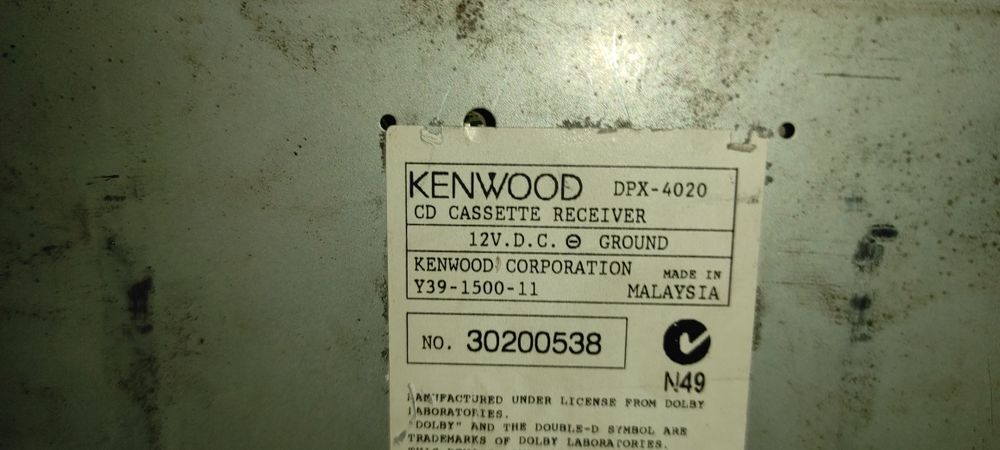 KENWOOD DPX-4020
CD CASSETTE RECEIVER
12V.D.C. ⊖ GROUND
KENWOOD CORPORATION MADE IN
Y39-1500-11 MALAYSIA
NO. 30200538
N49
MANUFACTURED UNDER LICENSE FROM DOLBY
LABORATORIES.
"DOLBY" AND THE DOUBLE-D SYMBOL ARE
TRADEMARKS OF DOLBY LABORATORIES.